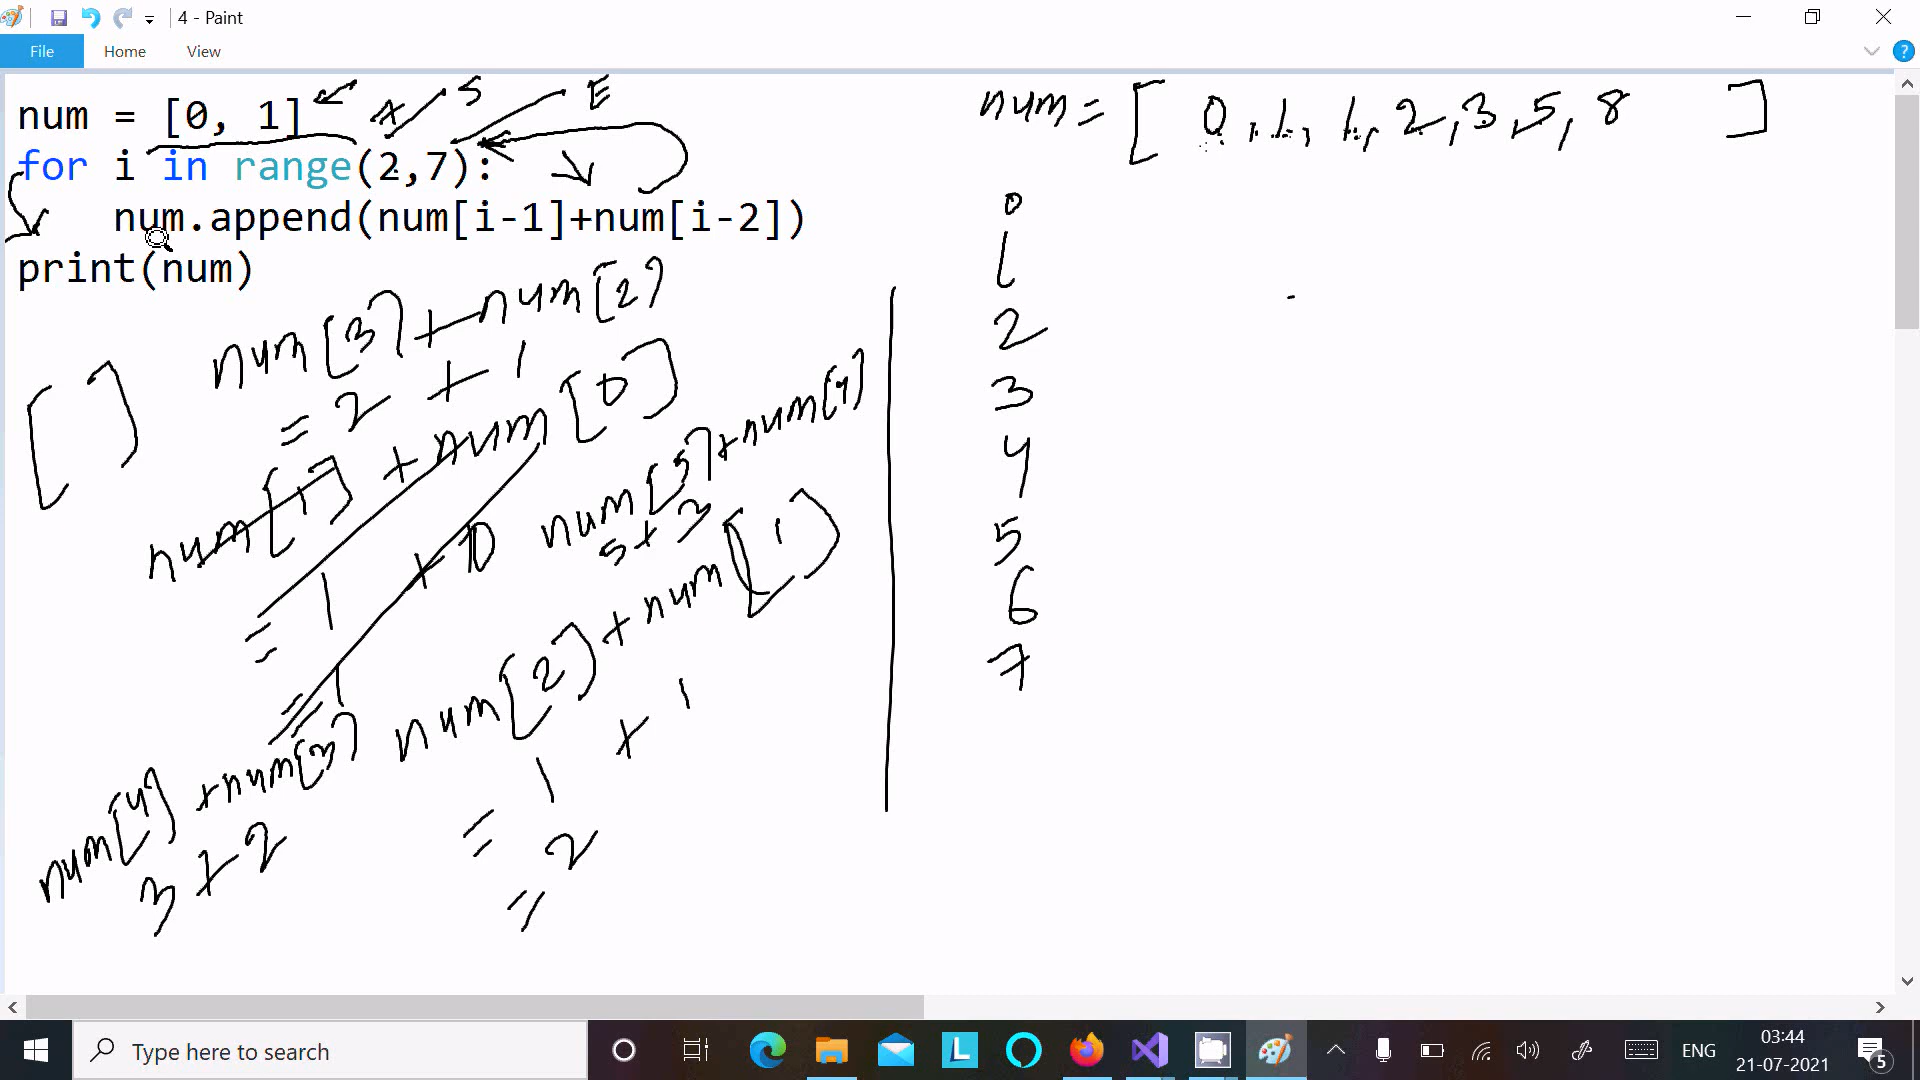 4 - Paint
File Home View
num = [0, 1]
for i in range(2,7):
num.append(num[i-1]+num[i-2])
print(num)
S
E
num = [ 0, 1, 1, 2, 3, 5, 8 ]
0
1
2
3
4
5
6
7
[ ]
num[3]+num[2]
= 2 + 1
num[1] + num[0]
= 1 + 0
= 1
num[5]+num[4]
5+3
num[2]+num[1]
= 1 + 1
= 2
num[4]+num[3]
3+2
Type here to search
ENG
03:44
21-07-2021
5